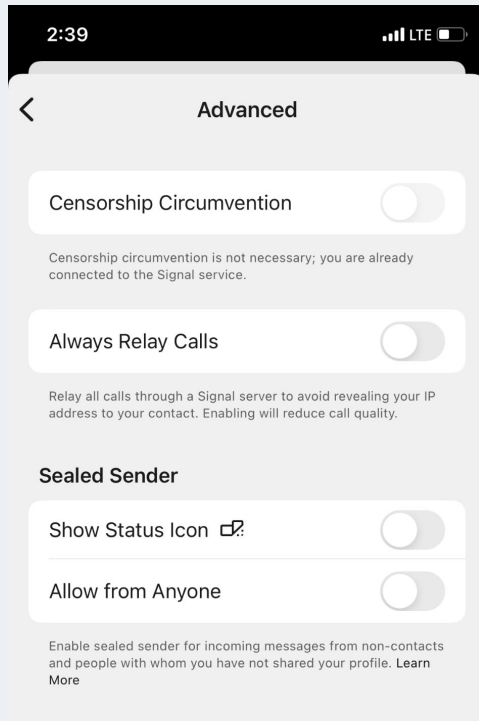 2:39
LTE
Advanced
Censorship Circumvention
Censorship circumvention is not necessary; you are already
connected to the Signal service.
Always Relay Calls
Relay all calls through a Signal server to avoid revealing your IP
address to your contact. Enabling will reduce call quality.
Sealed Sender
Show Status Icon
Allow from Anyone
Enable sealed sender for incoming messages from non-contacts
and people with whom you have not shared your profile. Learn
More